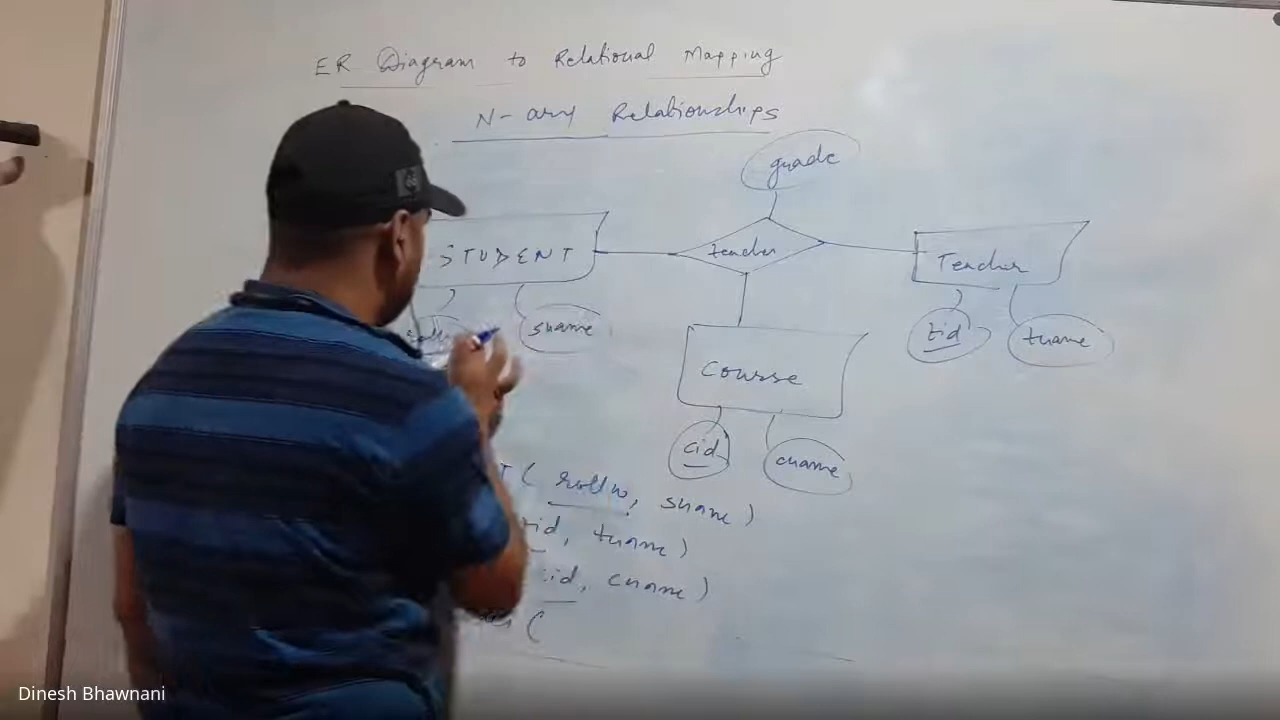 ER Diagram to Relational Mapping
N-ary Relationships
grade
STUDENT
teaches
Teacher
sname
tid
tname
Course
cid
cname
T ( rollno, sname )
tid, tname )
cid, cname )
(
Dinesh Bhawnani